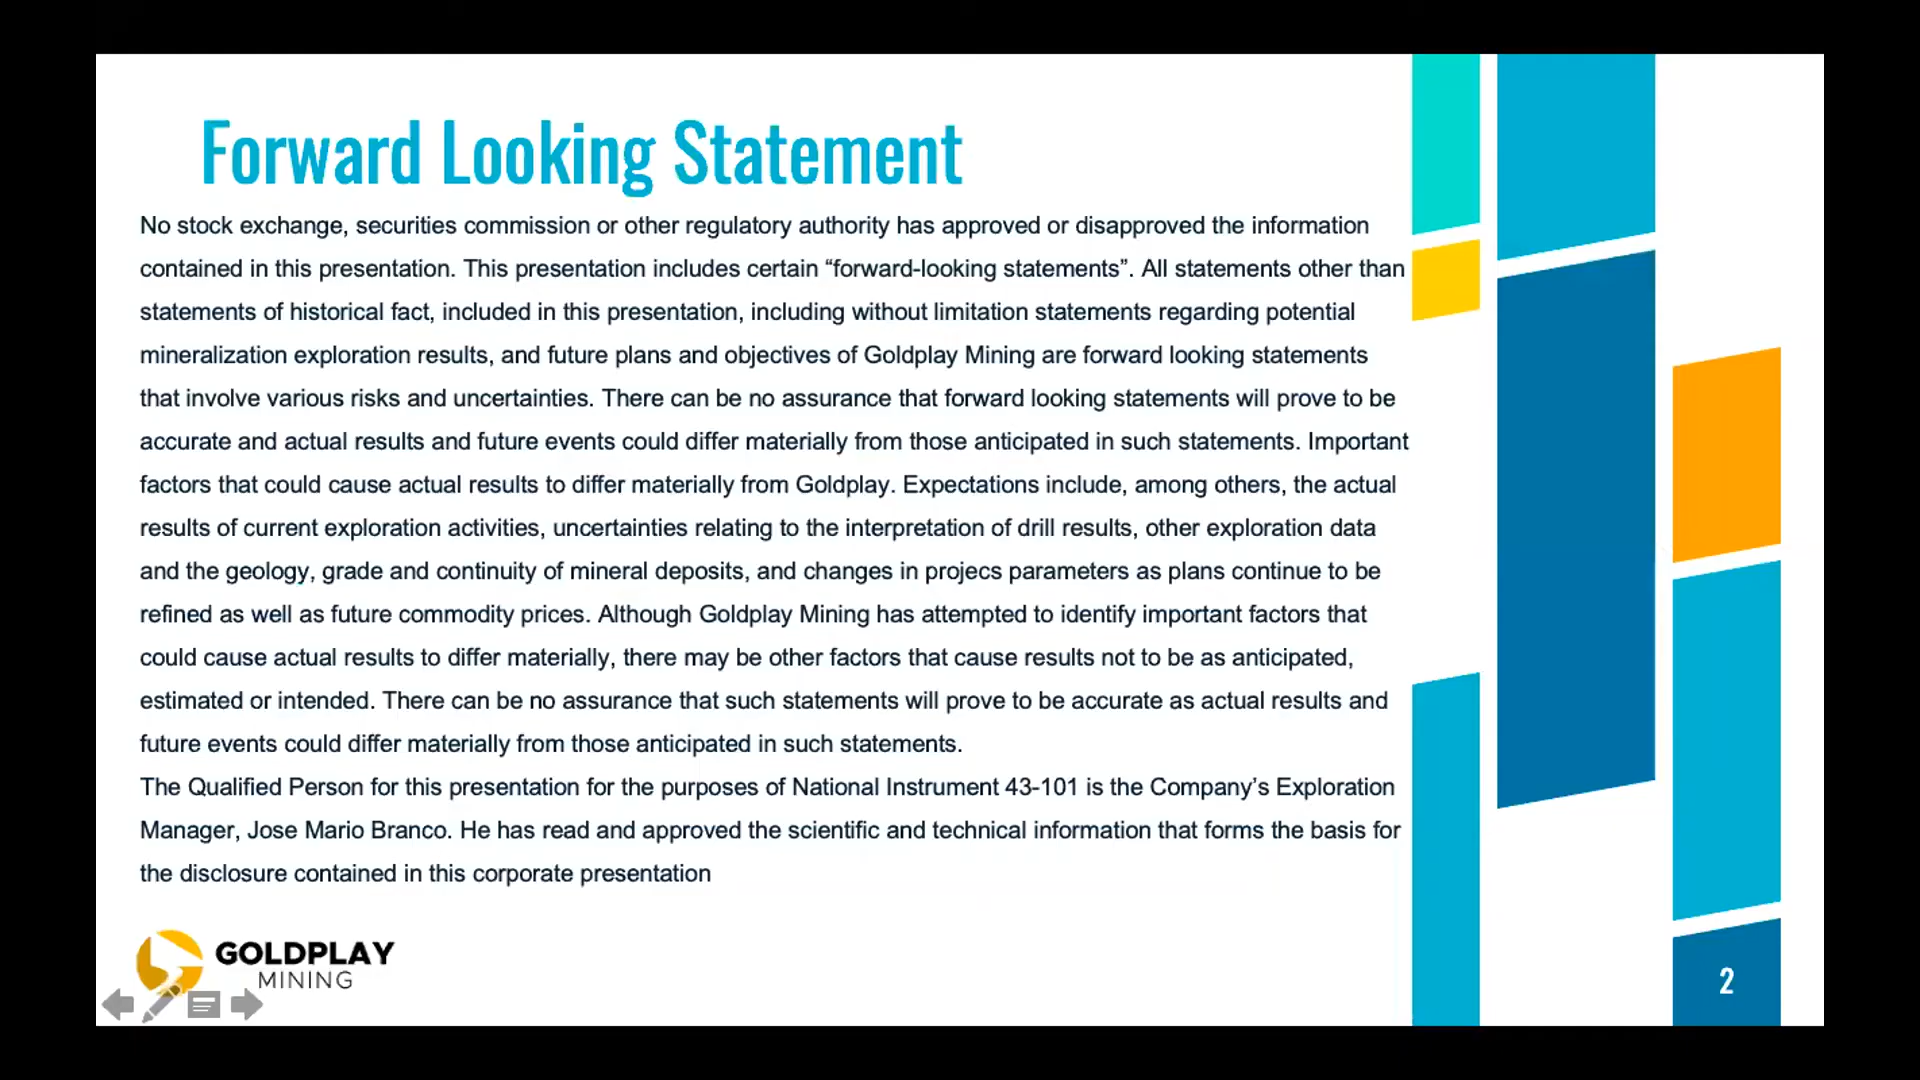 Forward Looking Statement
No stock exchange, securities commission or other regulatory authority has approved or disapproved the information
contained in this presentation. This presentation includes certain “forward-looking statements”. All statements other than
statements of historical fact, included in this presentation, including without limitation statements regarding potential
mineralization exploration results, and future plans and objectives of Goldplay Mining are forward looking statements
that involve various risks and uncertainties. There can be no assurance that forward looking statements will prove to be
accurate and actual results and future events could differ materially from those anticipated in such statements. Important
factors that could cause actual results to differ materially from Goldplay. Expectations include, among others, the actual
results of current exploration activities, uncertainties relating to the interpretation of drill results, other exploration data
and the geology, grade and continuity of mineral deposits, and changes in projecs parameters as plans continue to be
refined as well as future commodity prices. Although Goldplay Mining has attempted to identify important factors that
could cause actual results to differ materially, there may be other factors that cause results not to be as anticipated,
estimated or intended. There can be no assurance that such statements will prove to be accurate as actual results and
future events could differ materially from those anticipated in such statements.
The Qualified Person for this presentation for the purposes of National Instrument 43-101 is the Company’s Exploration
Manager, Jose Mario Branco. He has read and approved the scientific and technical information that forms the basis for
the disclosure contained in this corporate presentation
GOLDPLAY
MINING
2